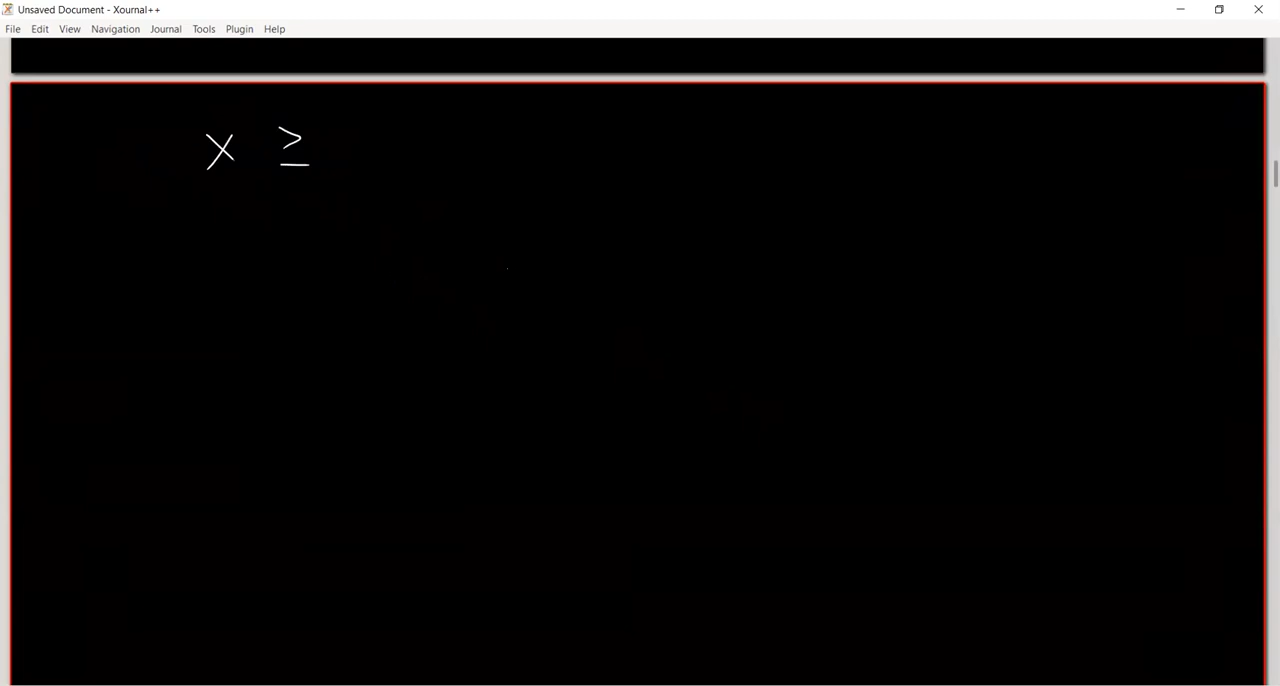 Unsaved Document - Xournal++
File Edit View Navigation Journal Tools Plugin Help
x ≥